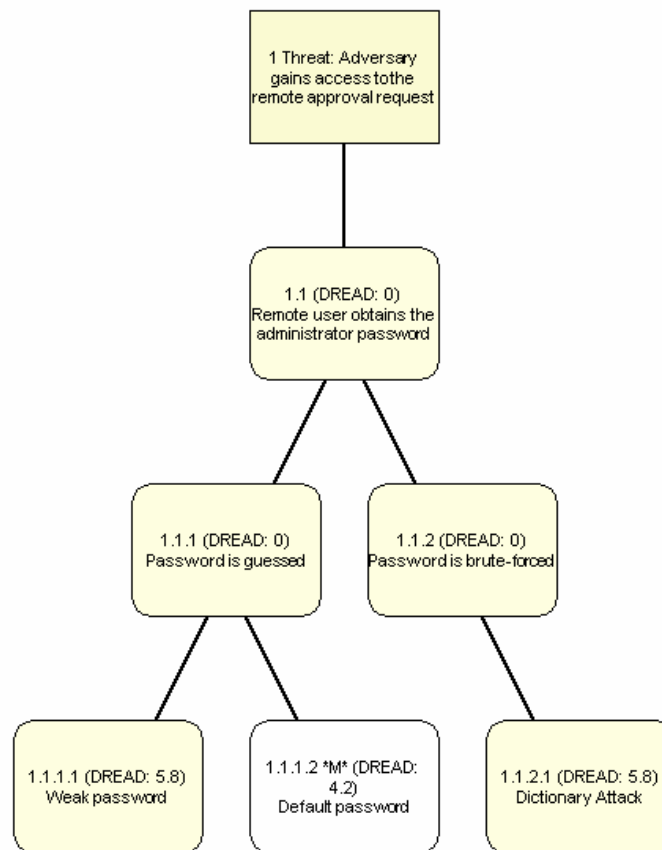 1 Threat: Adversary
gains access to the
remote approval request
1.1 (DREAD: 0)
Remote user obtains the
administrator password
1.1.1 (DREAD: 0)
Password is guessed
1.1.2 (DREAD: 0)
Password is brute-forced
1.1.1.1 (DREAD: 5.8)
Weak password
1.1.1.2 *M* (DREAD:
4.2)
Default password
1.1.2.1 (DREAD: 5.8)
Dictionary Attack